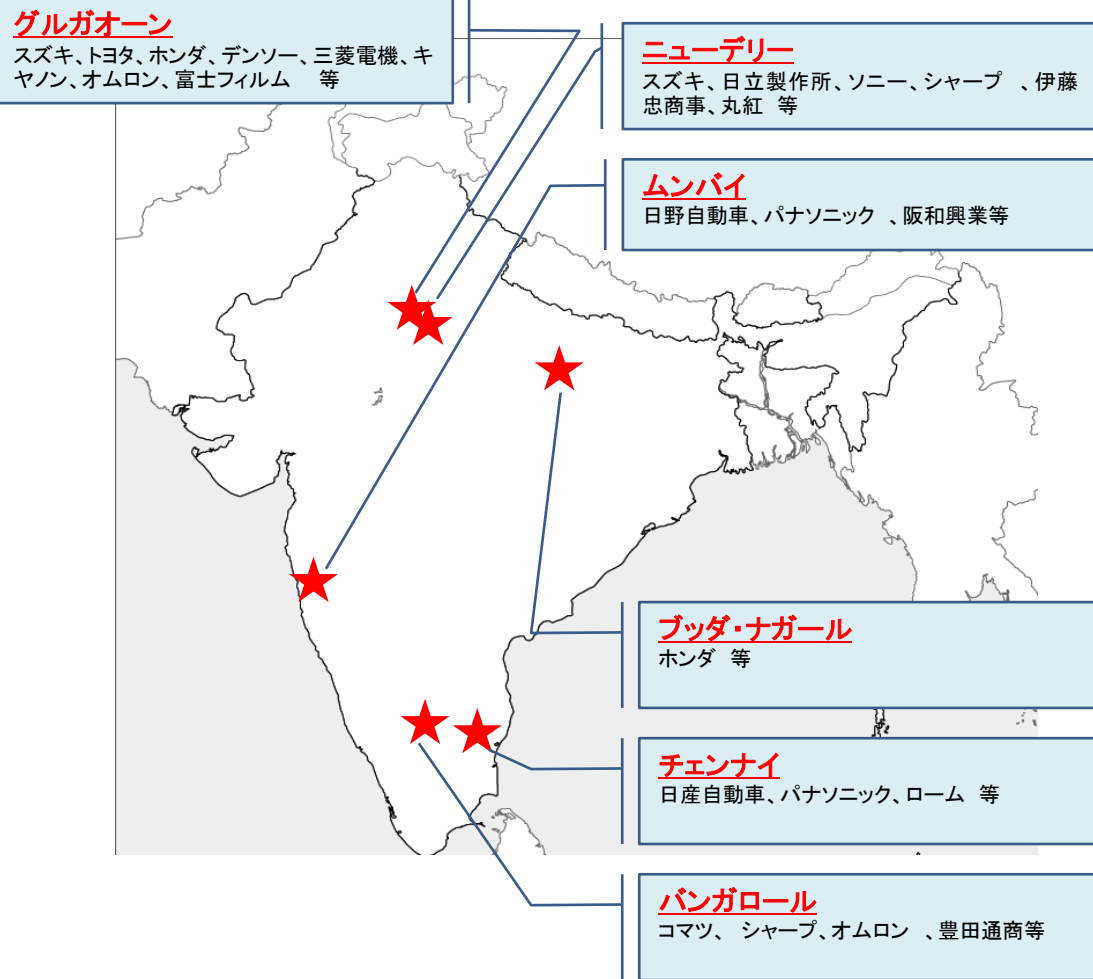 グルガオーン
スズキ、トヨタ、ホンダ、デンソー、三菱電機、キ
ヤノン、オムロン、富士フィルム　等
ニューデリー
スズキ、日立製作所、ソニー、シャープ　、伊藤
忠商事、丸紅　等
ムンバイ
日野自動車、パナソニック　、阪和興業等
ブッダ・ナガール
ホンダ　等
チェンナイ
日産自動車、パナソニック、ローム　等
バンガロール
コマツ、　シャープ、オムロン　、豊田通商等